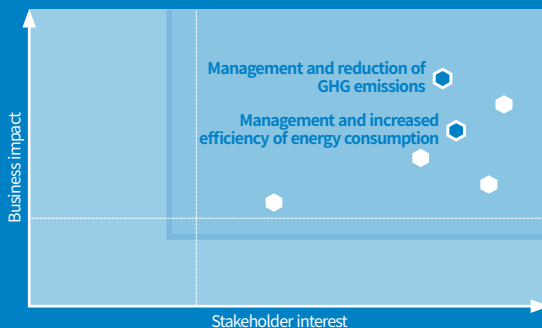 Management and reduction of
GHG emissions
Management and increased
efficiency of energy consumption
Business impact
Stakeholder interest